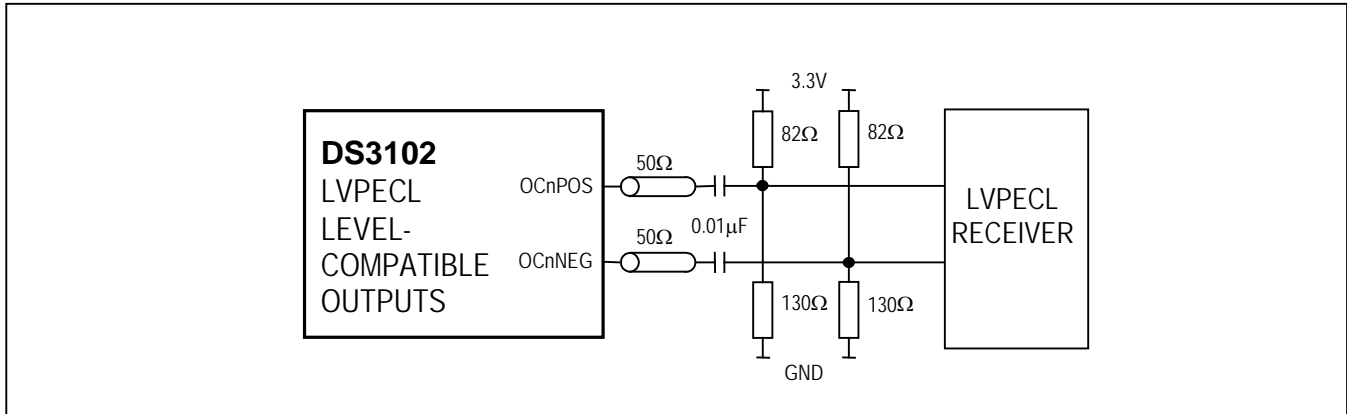 3.3V
82Ω
82Ω
DS3102
LVPECL
LEVEL-
COMPATIBLE
OUTPUTS
OCnPOS
50Ω
0.01μF
OCnNEG
50Ω
LVPECL
RECEIVER
130Ω
130Ω
GND